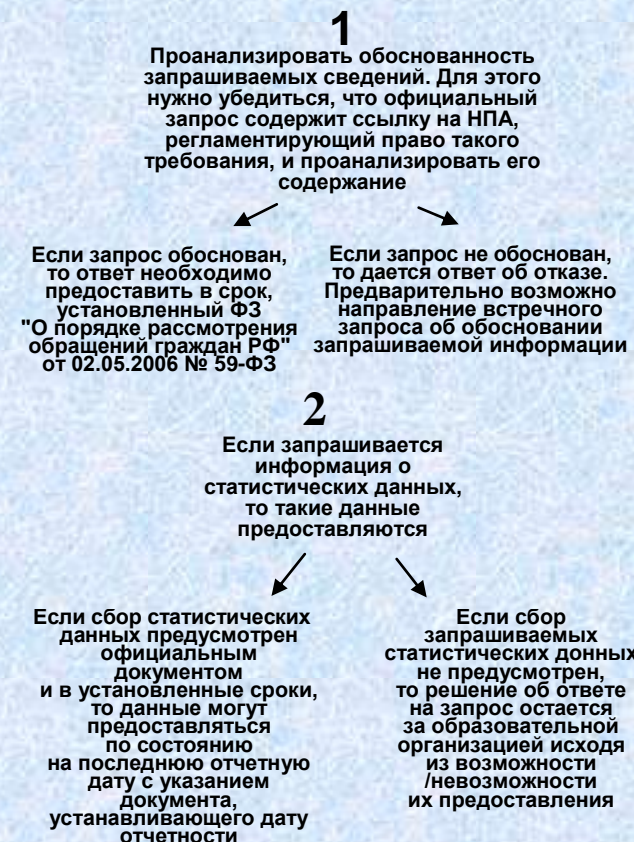 1
Проанализировать обоснованность
запрашиваемых сведений. Для этого
нужно убедиться, что официальный
запрос содержит ссылку на НПА,
регламентирующий право такого
требования, и проанализировать его
содержание
Если запрос обоснован,
то ответ необходимо
предоставить в срок,
установленный ФЗ
"О порядке рассмотрения
обращений граждан РФ"
от 02.05.2006 № 59-ФЗ
Если запрос не обоснован,
то дается ответ об отказе.
Предварительно возможно
направление встречного
запроса об обосновании
запрашиваемой информации
2
Если запрашивается
информация о
статистических данных,
то такие данные
предоставляются
Если сбор статистических
данных предусмотрен
официальным
документом
и в установленные сроки,
то данные могут
предоставляться
по состоянию
на последнюю отчетную
дату с указанием
документа,
устанавливающего дату
отчетности
Если сбор
запрашиваемых
статистических донных
не предусмотрен,
то решение об ответе
на запрос остается
за образовательной
организацией исходя
из возможности
/невозможности
их предоставления